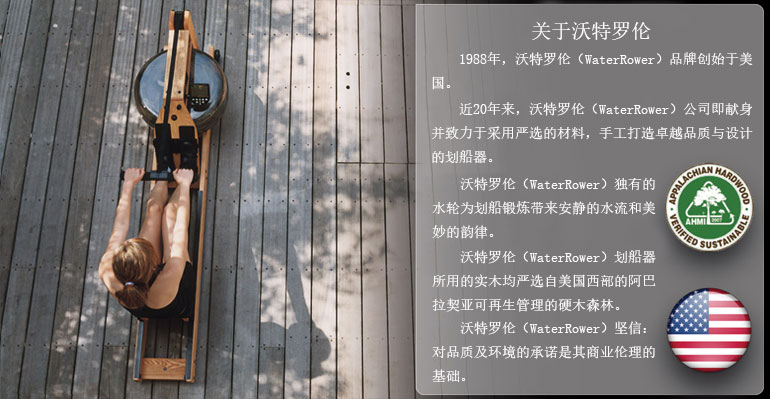 关于沃特罗伦
1988年，沃特罗伦（WaterRower）品牌创始于美
国。
近20年来，沃特罗伦（WaterRower）公司即献身
并致力于采用严选的材料，手工打造卓越品质与设计
的划船器。
沃特罗伦（WaterRower）独有的
水轮为划船锻炼带来安静的水流和美
妙的韵律。
沃特罗伦（WaterRower）划船器
所用的实木均严选自美国西部的阿巴
拉契亚可再生管理的硬木森林。
沃特罗伦（WaterRower）坚信：
对品质及环境的承诺是其商业伦理的
基础。
APPALACHIAN HARDWOOD
AHMI
VERIFIED SUSTAINABLE